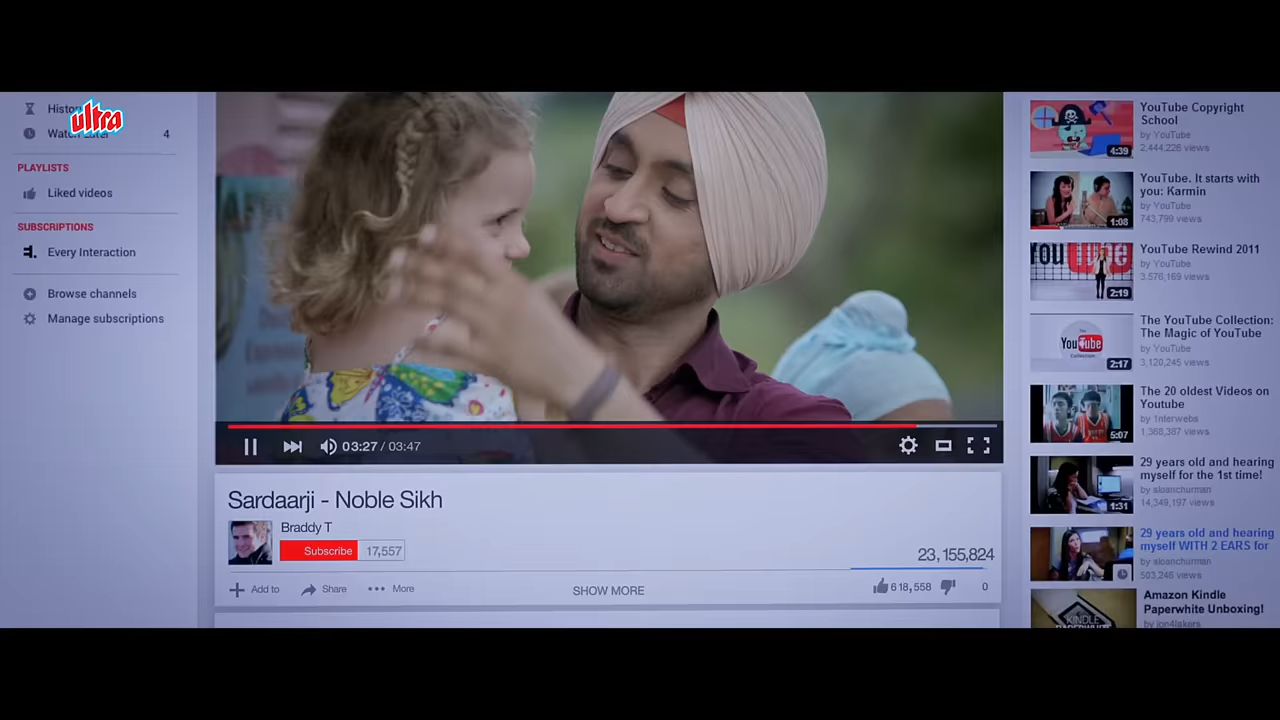 ultra
History
Watch Later
4
PLAYLISTS
Liked videos
SUBSCRIPTIONS
Every Interaction
Browse channels
Manage subscriptions
03:27 / 03:47
Sardaarji - Noble Sikh
Braddy T
Subscribe
17,557
23,155,824
Add to
Share
More
SHOW MORE
618,558
0
4:39
YouTube Copyright
School
by YouTube
2,444,226 views
1:08
YouTube. It starts with
you: Karmin
by YouTube
743,799 views
You Tube
2:19
YouTube Rewind 2011
by YouTube
3,576,169 views
The
YouTube
Collection
2:17
The YouTube Collection:
The Magic of YouTube
by YouTube
3,120,245 views
5:07
The 20 oldest Videos on
Youtube
by 1nterwebs
1,368,387 views
1:31
29 years old and hearing
myself for the 1st time!
by sloanchurman
14,349,197 views
29 years old and hearing
myself WITH 2 EARS for
by sloanchurman
503,246 views
KINDLE
Amazon Kindle
Paperwhite Unboxing!
by jon4lakers